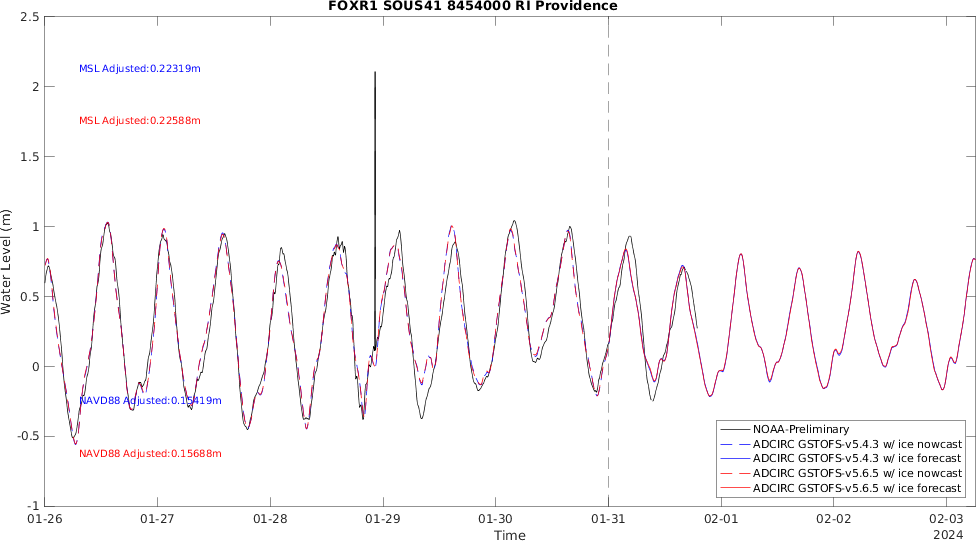 FOXR1 SOUS41 8454000 RI Providence
Water Level (m)
2.5
2
1.5
1
0.5
0
-0.5
-1
MSL Adjusted:0.22319m
MSL Adjusted:0.22588m
NAVD88 Adjusted:0.15419m
NAVD88 Adjusted:0.15688m
NOAA-Preliminary
ADCIRC GSTOFS-v5.4.3 w/ ice nowcast
ADCIRC GSTOFS-v5.4.3 w/ ice forecast
ADCIRC GSTOFS-v5.6.5 w/ ice nowcast
ADCIRC GSTOFS-v5.6.5 w/ ice forecast
01-26 01-27 01-28 01-29 01-30 01-31 02-01 02-02 02-03
Time
2024